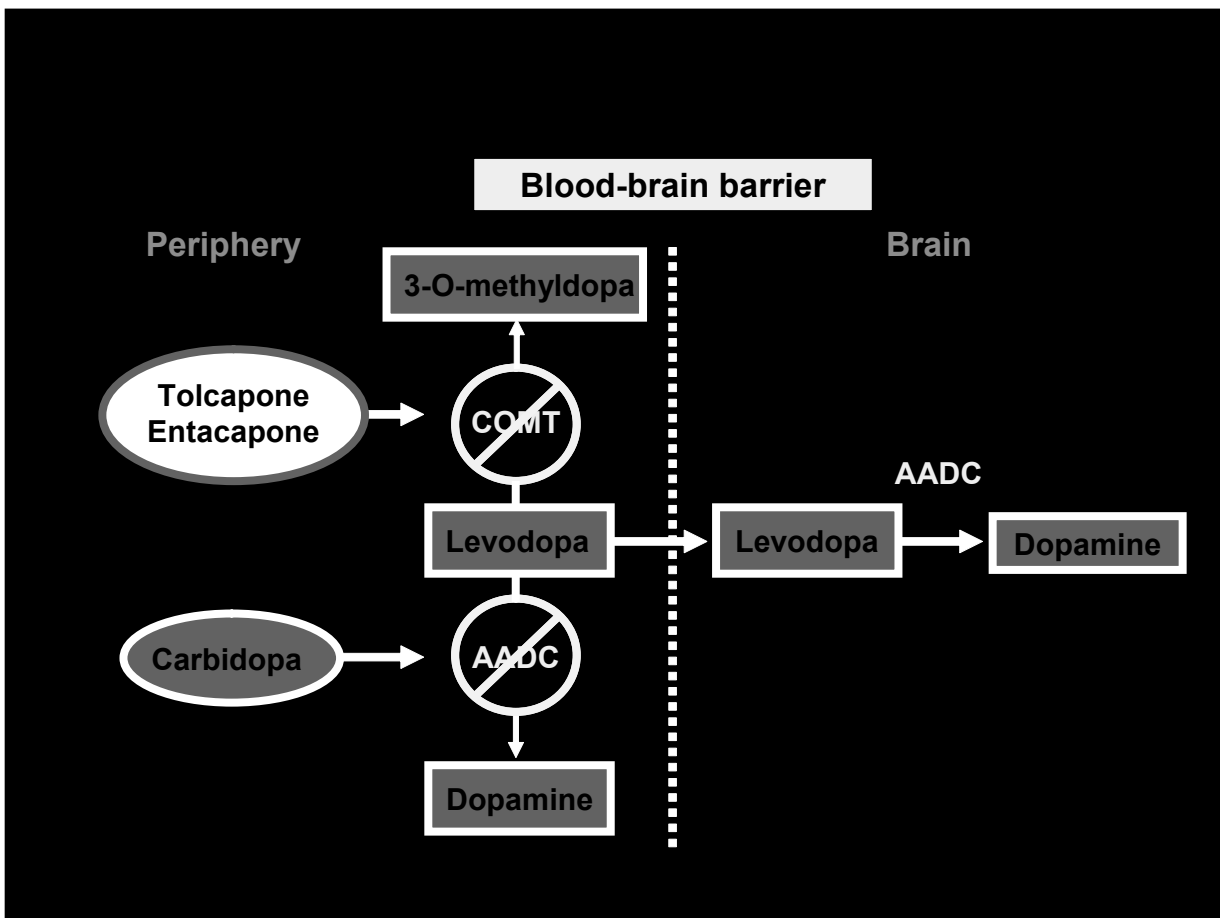 Blood-brain barrier
Periphery
Brain
3-O-methyldopa
Tolcapone
Entacapone
COMT
AADC
Levodopa
Levodopa
Dopamine
Carbidopa
AADC
Dopamine